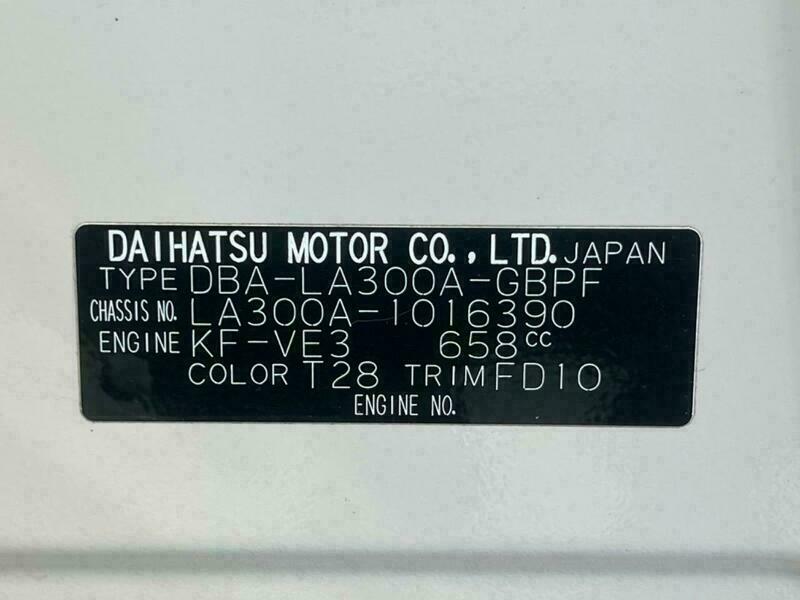 DAIHATSU MOTOR CO., LTD. JAPAN
TYPE DBA-LA300A-GBPF
CHASSIS NO. LA300A-1016390
ENGINE KF-VE3 658cc
COLOR T28 TRIM FD10
ENGINE NO.